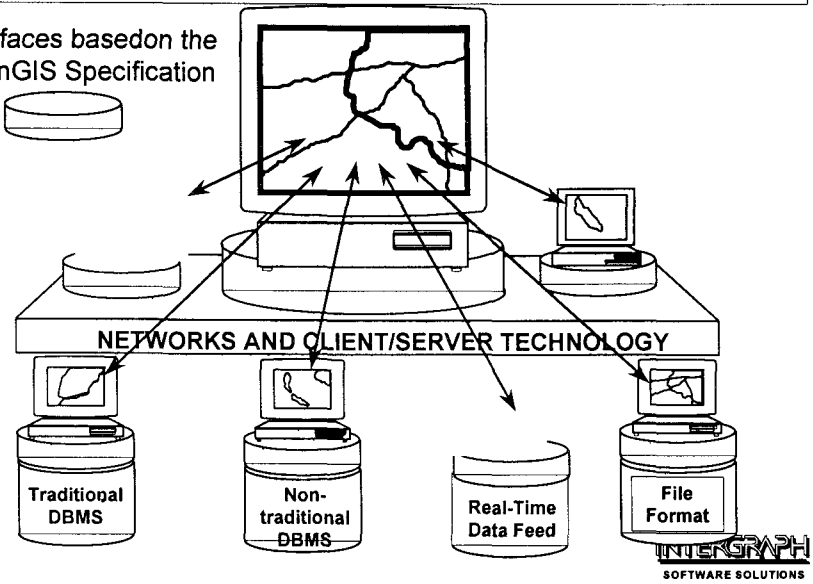 faces basedon the
nGIS Specification
NETWORKS AND CLIENT/SERVER TECHNOLOGY
Traditional
DBMS
Non-
traditional
DBMS
Real-Time
Data Feed
File
Format
INTERGRAPH
SOFTWARE SOLUTIONS